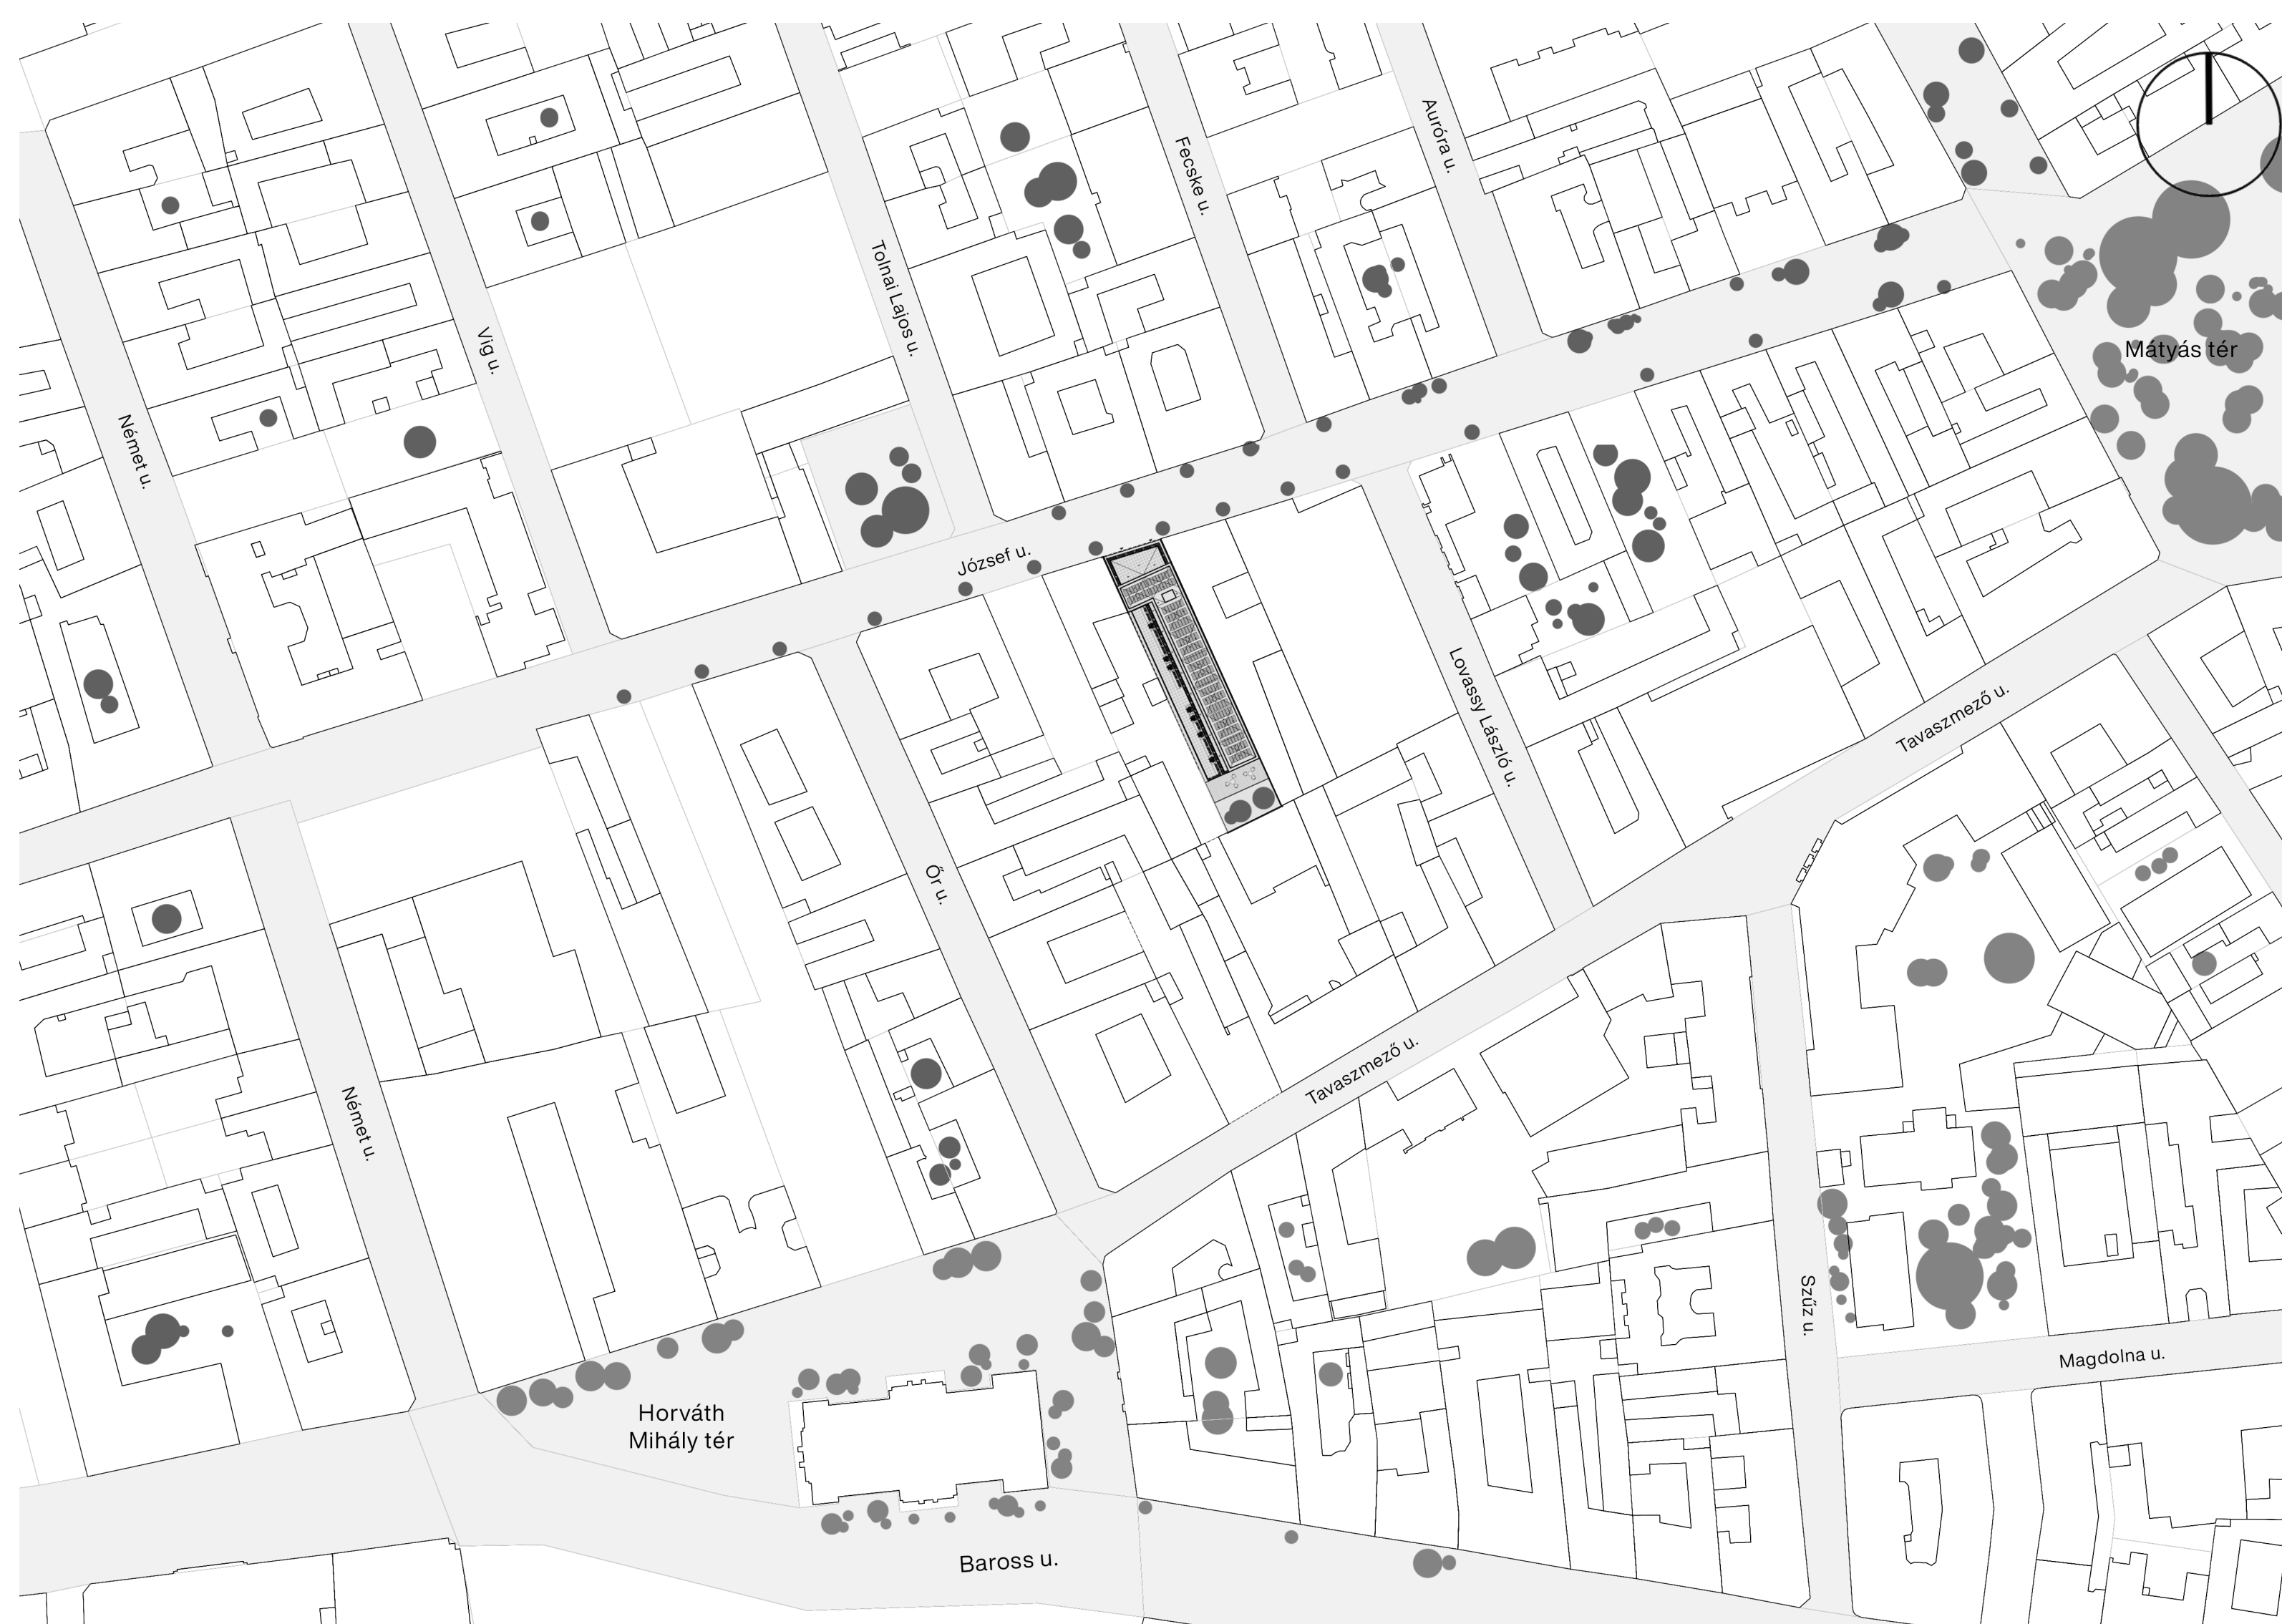 Auróra u.
Fecske u.
Tolnai Lajos u.
Vig u.
Mátyás tér
Német u.
József u.
Lovassy László u.
Tavaszmező u.
Őr u.
Tavaszmező u.
Német u.
Szűz u.
Magdolna u.
Horváth
Mihály tér
Baross u.